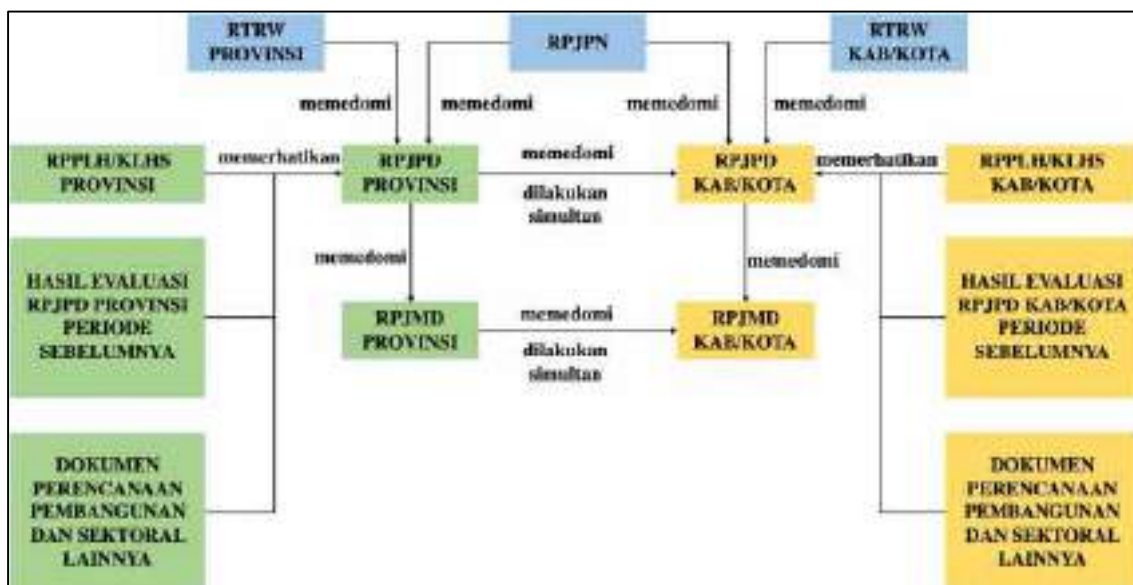 RTRW
PROVINSI
RPJPN
RTRW
KAB/KOTA
memedomi
memedomi
memedomi
memedomi
RPPLH/KLHS
PROVINSI
memerhatikan
RPJPD
PROVINSI
memedomi
dilakukan
simultan
RPJPD
KAB/KOTA
memerhatikan
RPPLH/KLHS
KAB/KOTA
HASIL EVALUASI
RPJPD PROVINSI
PERIODE
SEBELUMNYA
memedomi
memedomi
HASIL EVALUASI
RPJPD KAB/KOTA
PERIODE
SEBELUMNYA
RPJMD
PROVINSI
memedomi
dilakukan
simultan
RPJMD
KAB/KOTA
DOKUMEN
PERENCANAAN
PEMBANGUNAN
DAN SEKTORAL
LAINNYA
DOKUMEN
PERENCANAAN
PEMBANGUNAN
DAN SEKTORAL
LAINNYA